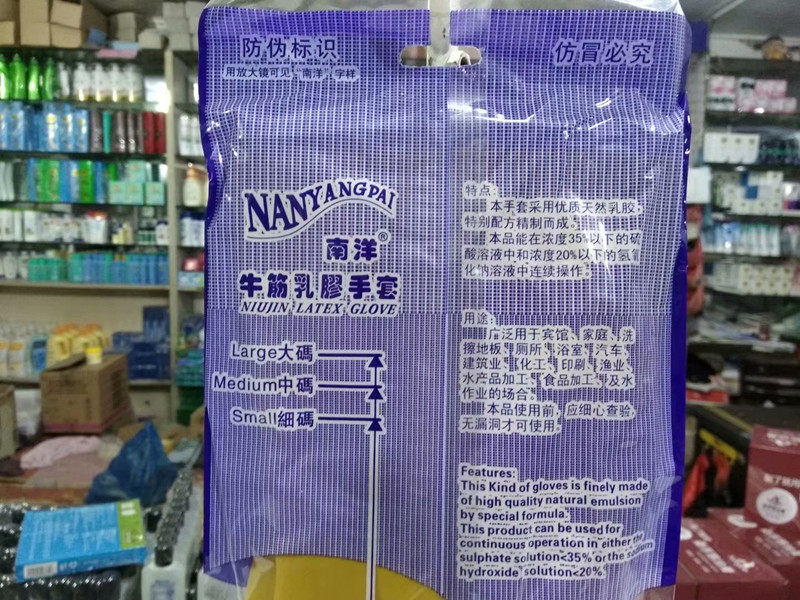 防伪标识
用放大镜可见“南洋”字样
仿冒必究
NANYANGPAI
南洋®
牛筋乳膠手套
NIUJIN LATEX GLOVE
Large大碼
Medium中碼
Small細碼
特点:
本手套采用优质天然乳胶,
特别配方精制而成。
本品能在浓度35%以下的硫
酸溶液中和浓度20%以下的氢氧
化钠溶液中连续操作。
用途:
广泛用于宾馆、家庭、洗
擦地板、厕所、浴室、汽车、
建筑业、化工、印刷、渔业、
水产品加工、食品加工、及水
作业的场合。
本品使用前,应细心查验,
无漏洞才可使用。
Features:
This Kind of gloves is finely made
of high quality natural emulsion
by special formula.
This product can be used for
continuous operation in either the
sulphate solution<35% or the sodium
hydroxide solution<20%.